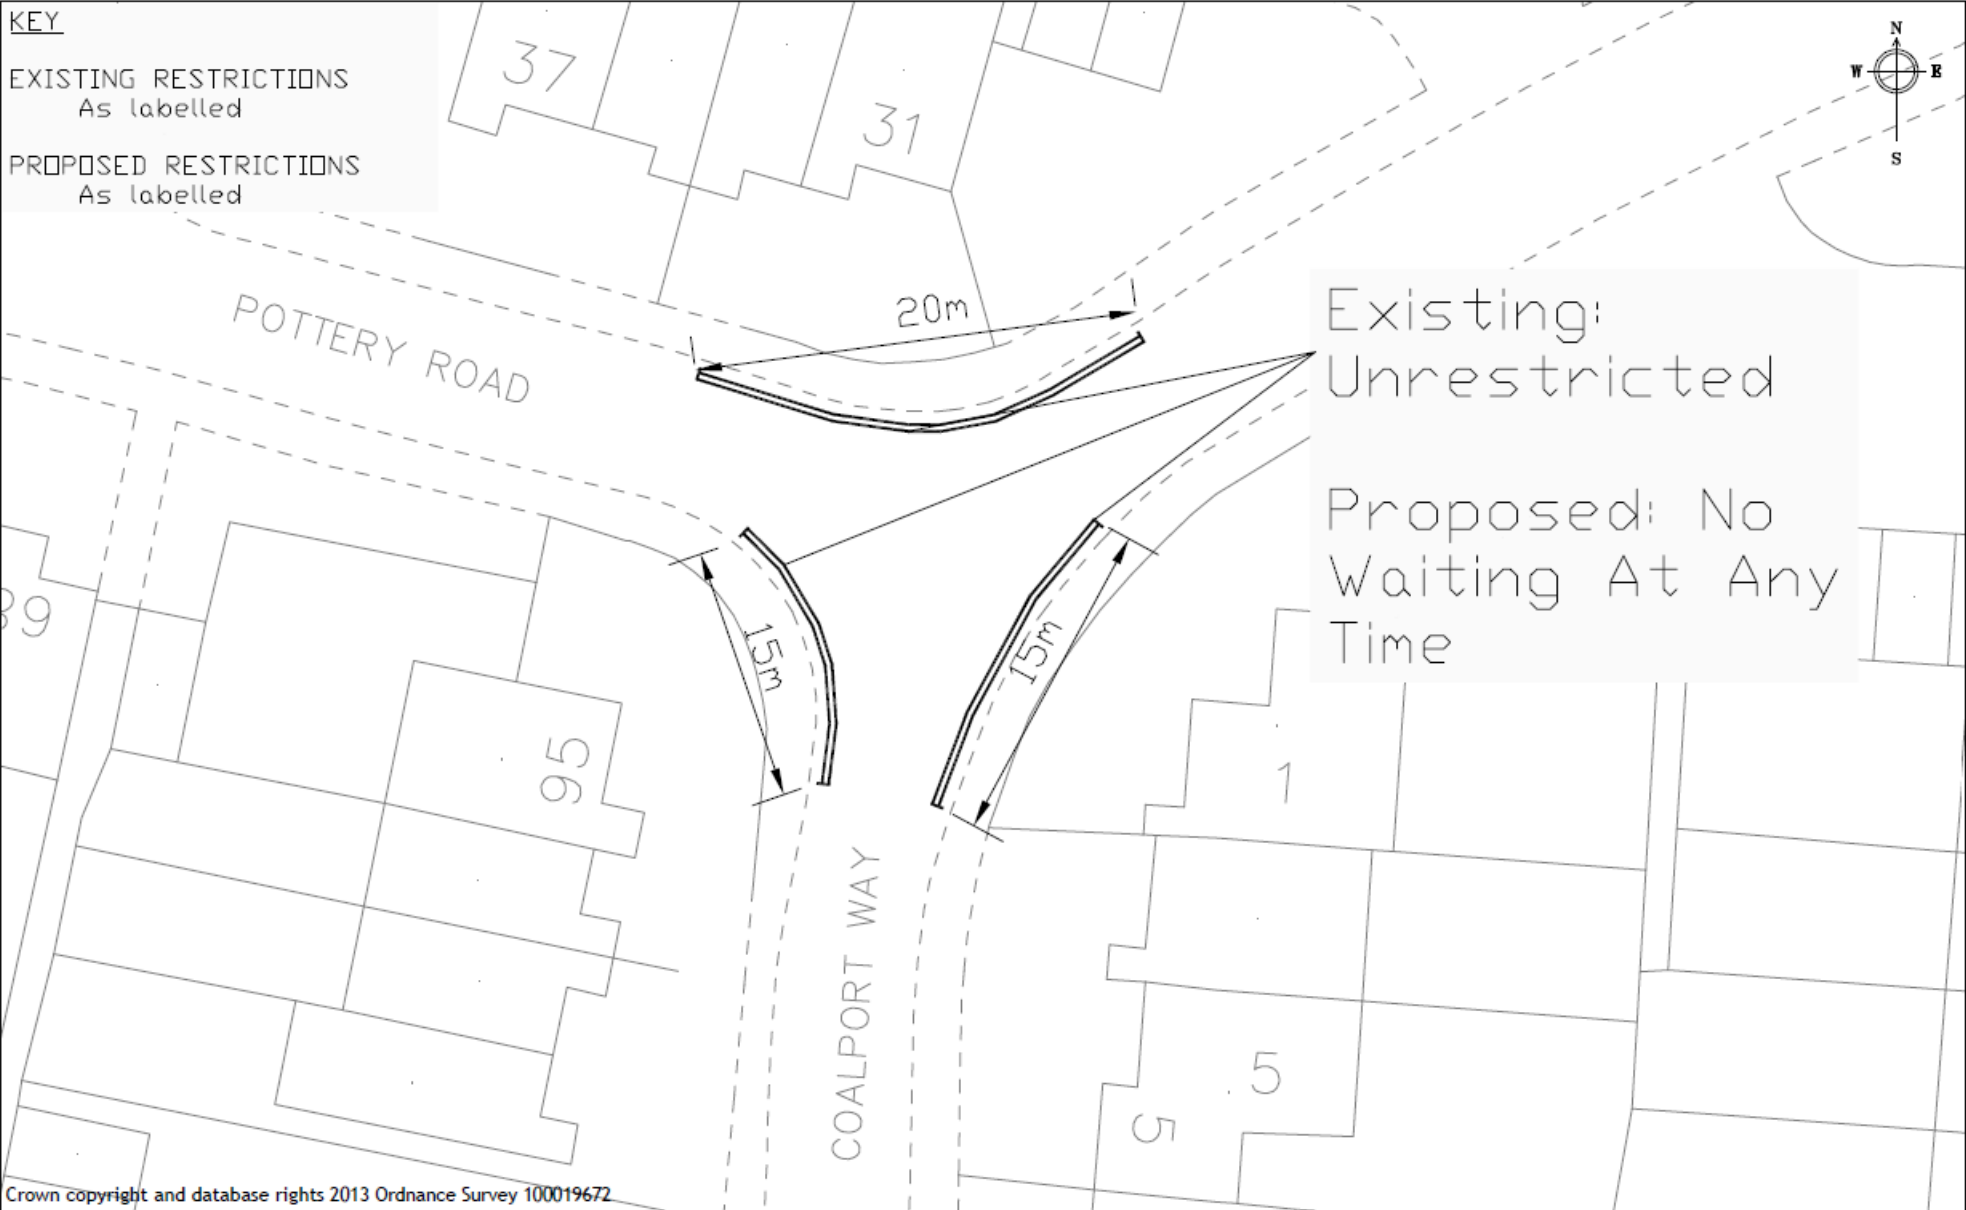 KEY
EXISTING RESTRICTIONS
As labelled
PROPOSED RESTRICTIONS
As labelled
N
W E
S
37
31
20m
POTTERY ROAD
Existing:
Unrestricted
Proposed: No
Waiting At Any
Time
15m
15m
39
95
1
COALPORT WAY
5
5
Crown copyright and database rights 2013 Ordnance Survey 100019672